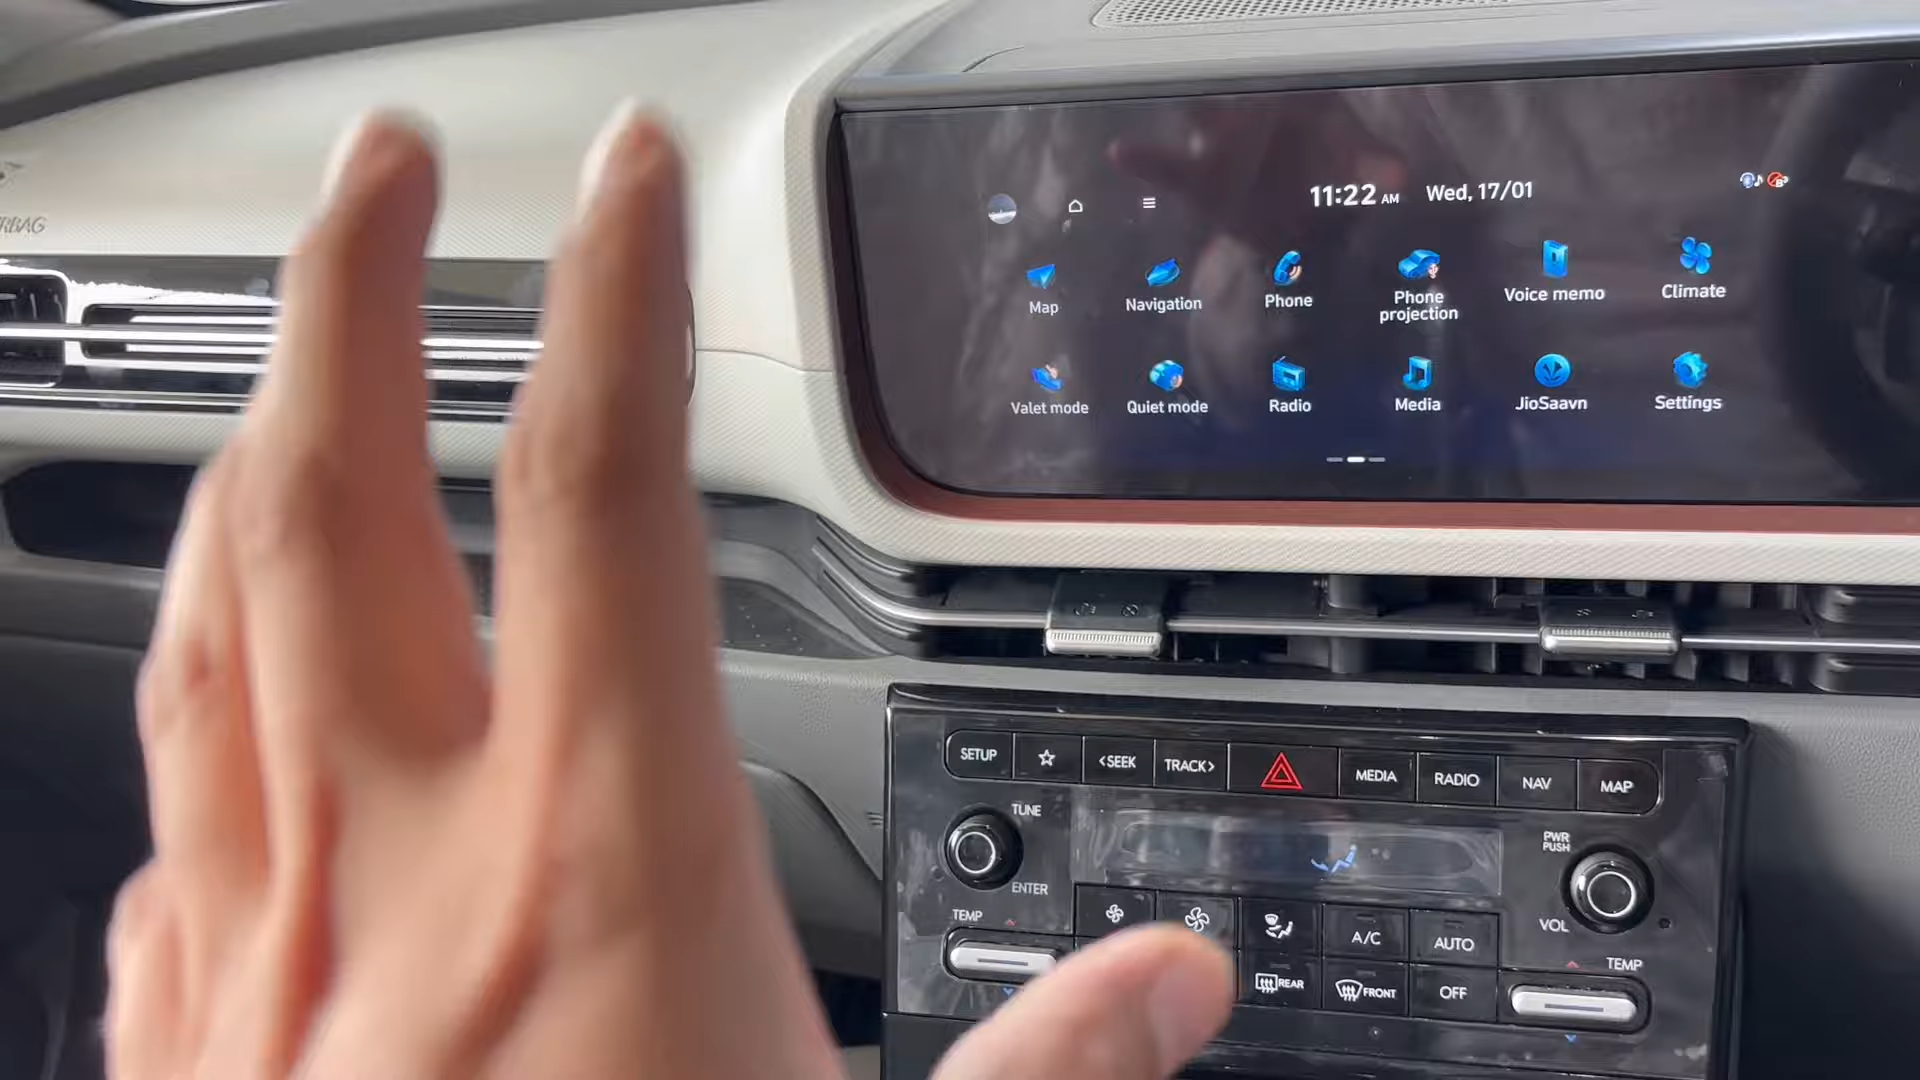 RBAG
11:22 AM Wed, 17/01
Map
Navigation
Phone
Phone
projection
Voice memo
Climate
Valet mode
Quiet mode
Radio
Media
JioSaavn
Settings
SETUP
<SEEK
TRACK>
MEDIA
RADIO
NAV
MAP
TUNE
ENTER
PWR
PUSH
VOL
TEMP
A/C
AUTO
TEMP
REAR
FRONT
OFF